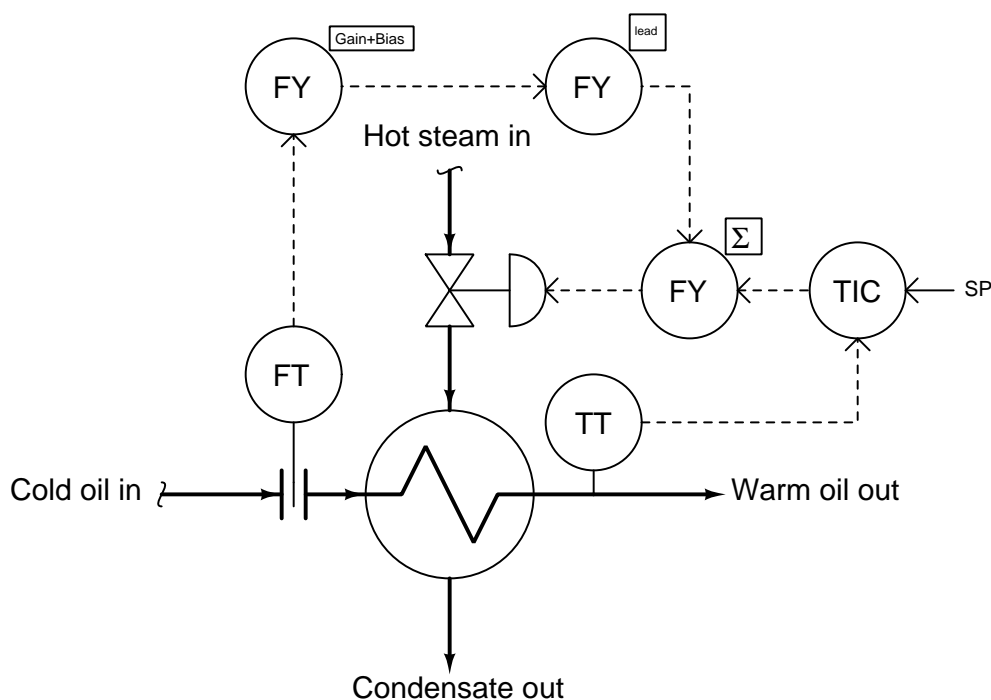 Gain+Bias
lead
FY
FY
Hot steam in
Σ
FY
TIC
SP
FT
TT
Cold oil in
Warm oil out
Condensate out